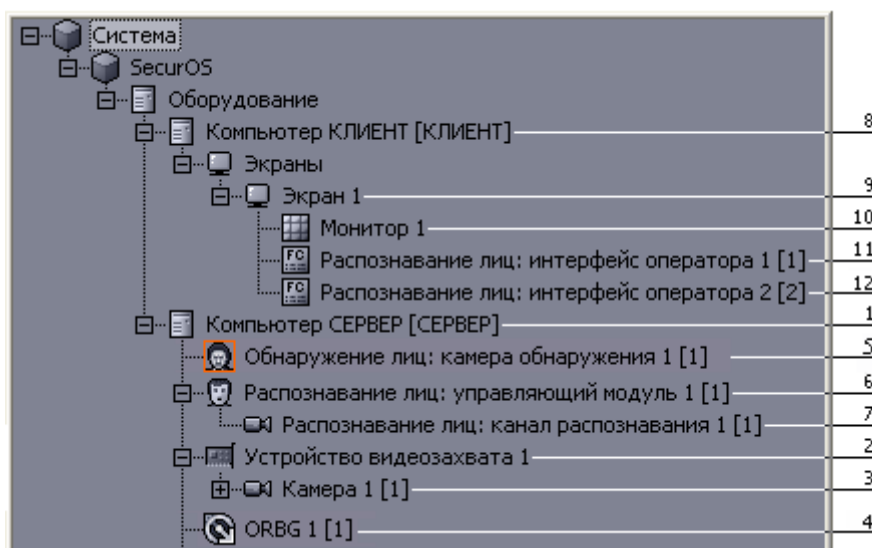 Система
SecurOS
Оборудование
Компьютер КЛИЕНТ [КЛИЕНТ] 8
Экраны
Экран 1 9
Монитор 1 10
FC Распознавание лиц: интерфейс оператора 1 [1] 11
FC Распознавание лиц: интерфейс оператора 2 [2] 12
Компьютер СЕРВЕР [СЕРВЕР] 1
Обнаружение лиц: камера обнаружения 1 [1] 5
Распознавание лиц: управляющий модуль 1 [1] 6
Распознавание лиц: канал распознавания 1 [1] 7
Устройство видеозахвата 1 2
Камера 1 [1] 3
ORBG 1 [1] 4